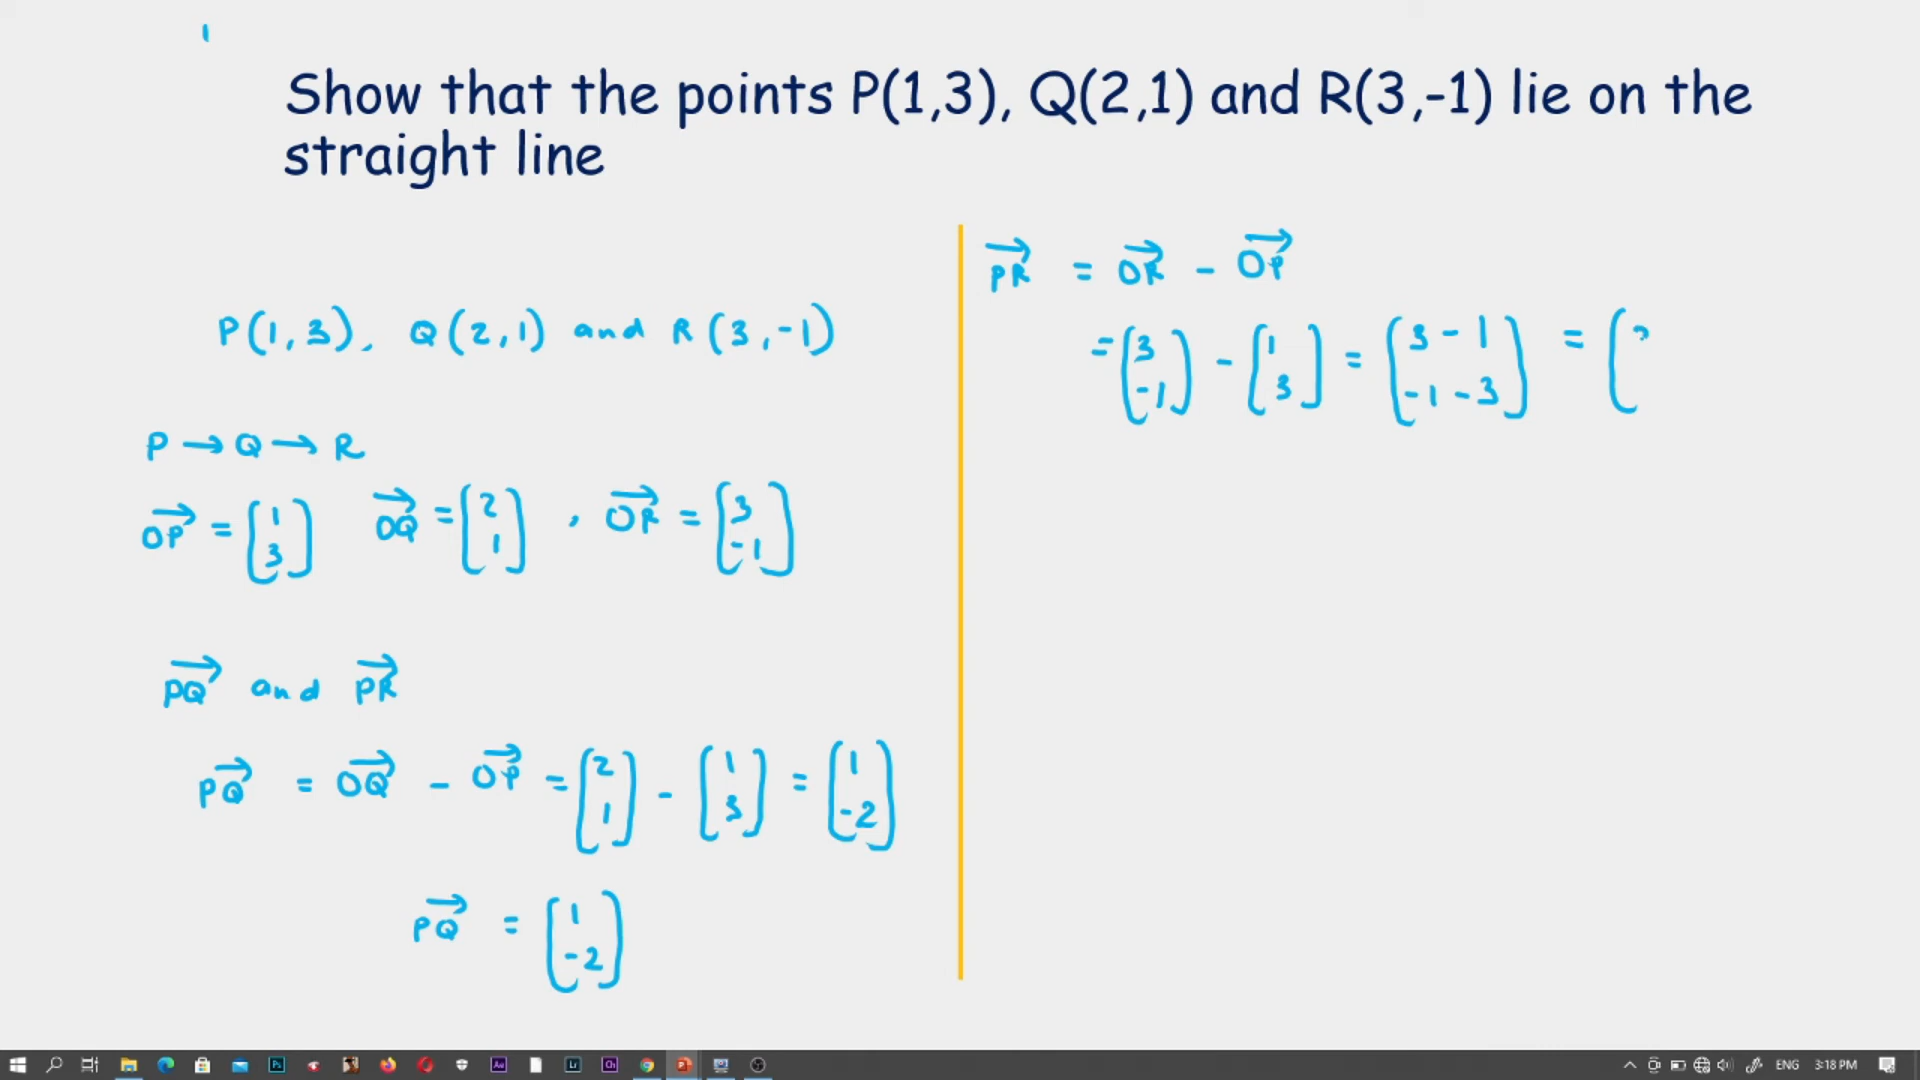 Show that the points P(1,3), Q(2,1) and R(3,-1) lie on the
straight line
P(1,3), Q(2,1) and R(3,-1)
P → Q → R
OP = (1 3) OQ = (2 1), OR = (3 -1)
PQ and PR
PQ = OQ - OP = (2 1) - (1 3) = (1 -2)
PQ = (1 -2)
PR = OR - OP
= (3 -1) - (1 3) = (3-1 -1-3) = (
ENG 3:18 PM